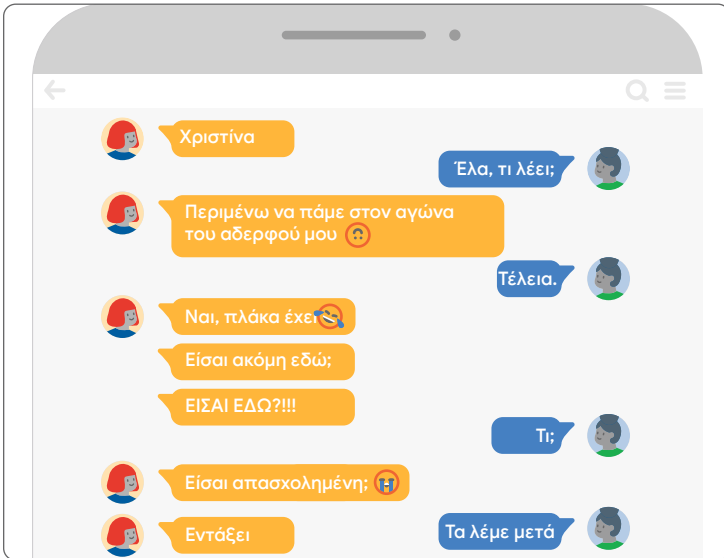 Χριστίνα
Έλα, τι λέει;
Περιμένω να πάμε στον αγώνα
του αδερφού μου 🙃
Τέλεια.
Ναι, πλάκα έχει 😂
Είσαι ακόμη εδώ;
ΕΙΣΑΙ ΕΔΩ?!!!
Τι;
Είσαι απασχολημένη; 😭
Τα λέμε μετά
Εντάξει